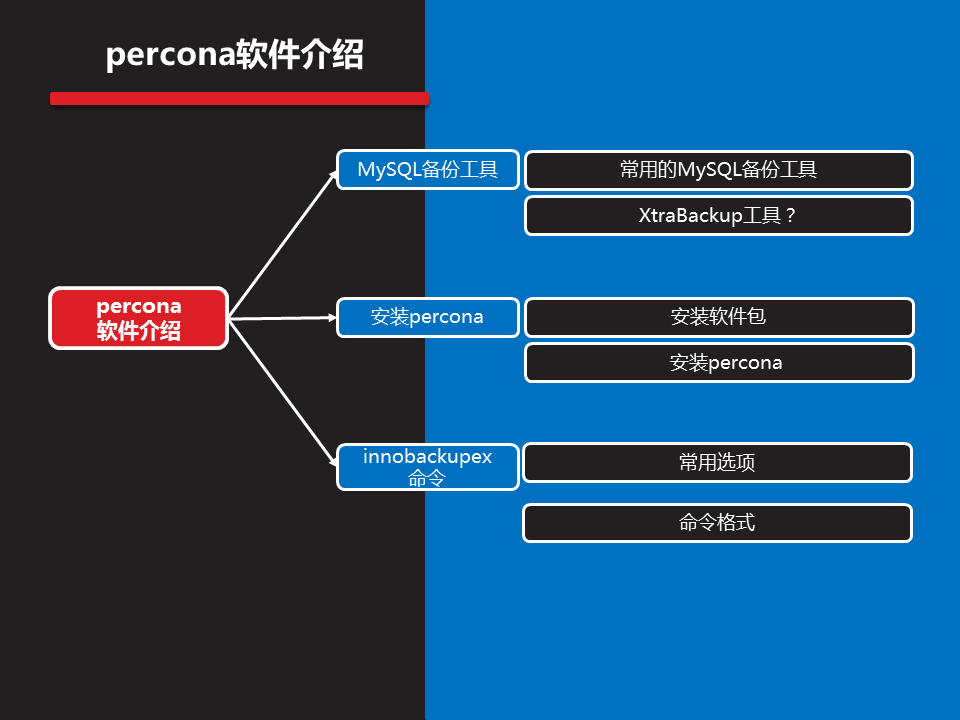 percona软件介绍
percona
软件介绍
MySQL备份工具
常用的MySQL备份工具
XtraBackup工具？
安装percona
安装软件包
安装percona
innobackupex
命令
常用选项
命令格式